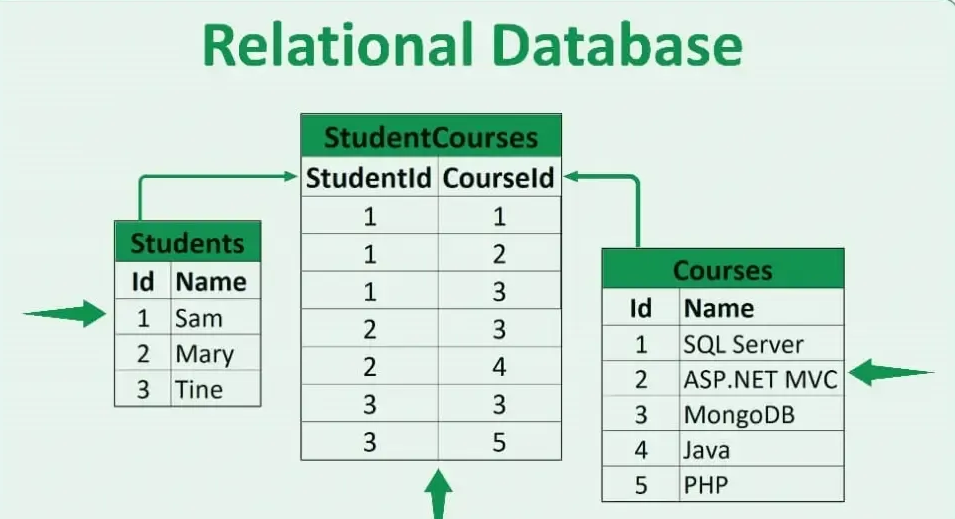 Relational Database
StudentCourses
StudentId CourseId
1 1
1 2
1 3
2 3
2 4
3 3
3 5
Students
Id Name
1 Sam
2 Mary
3 Tine
Courses
Id Name
1 SQL Server
2 ASP.NET MVC
3 MongoDB
4 Java
5 PHP